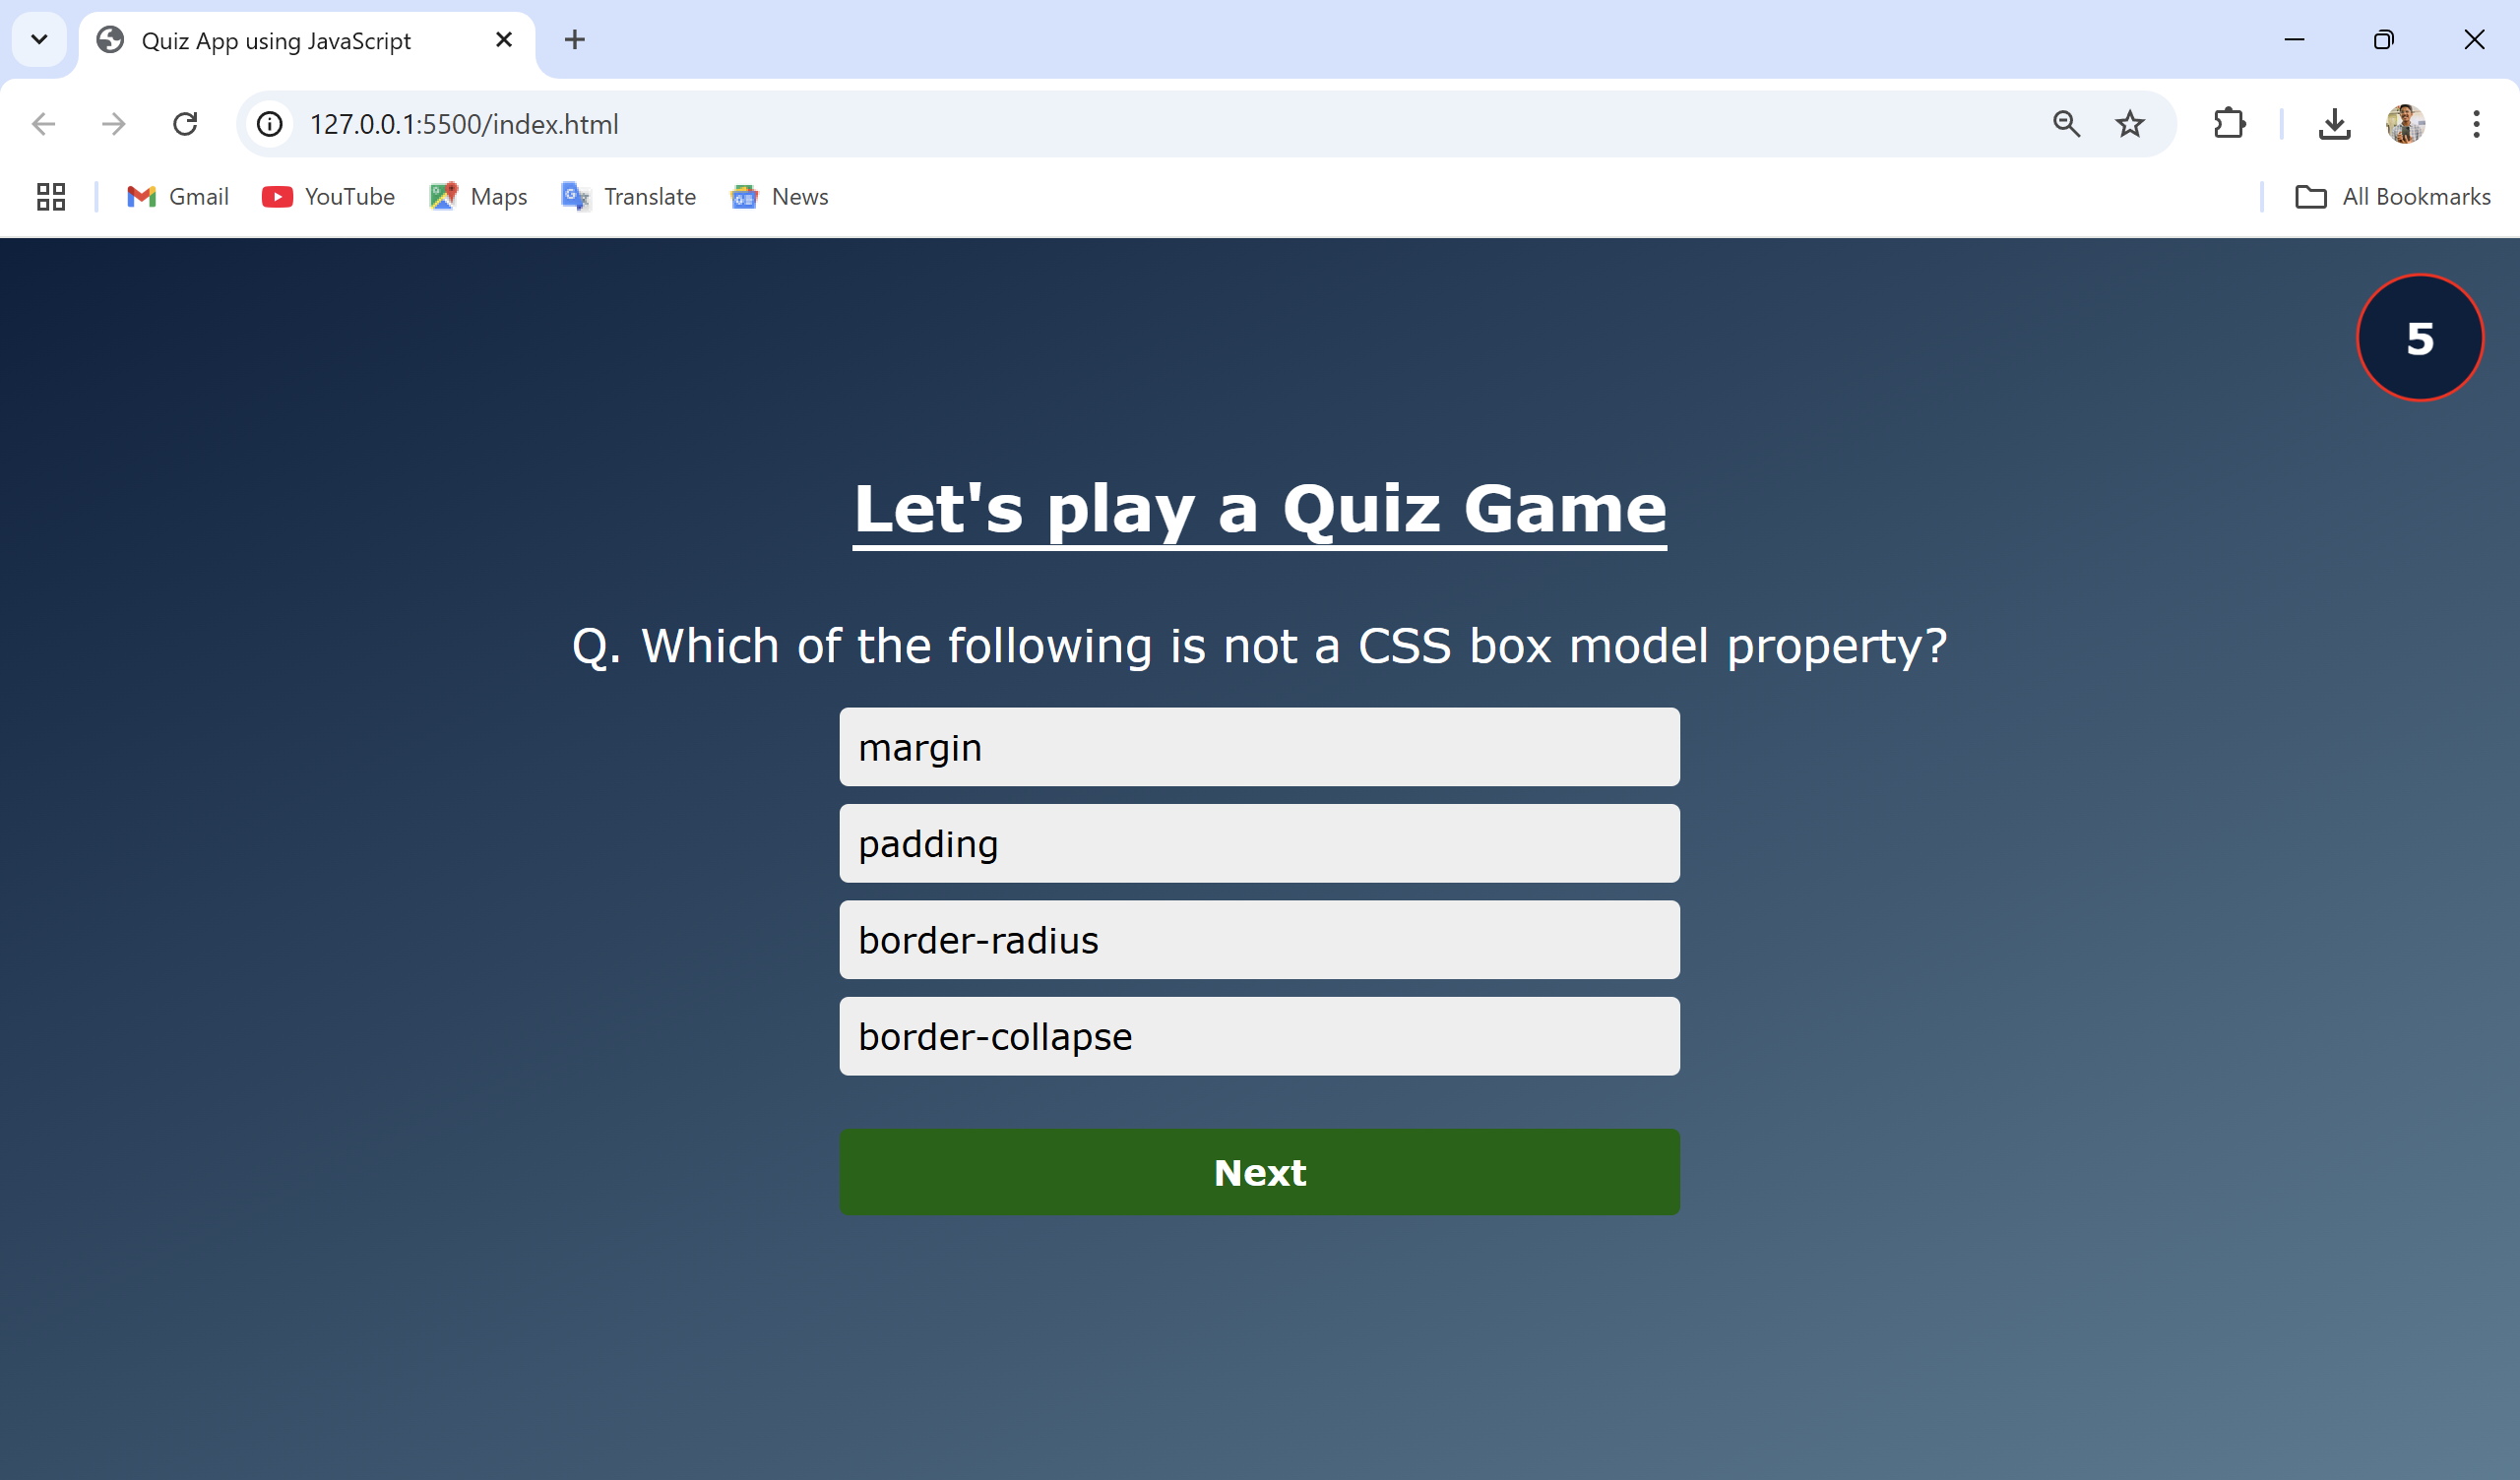 Quiz App using JavaScript
127.0.0.1:5500/index.html
Gmail YouTube Maps Translate News All Bookmarks
5
Let's play a Quiz Game
Q. Which of the following is not a CSS box model property?
margin
padding
border-radius
border-collapse
Next